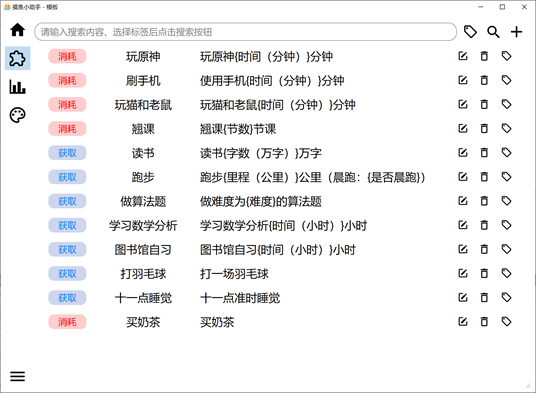 摸鱼小助手 - 模板
请输入搜索内容、选择标签后点击搜索按钮
消耗 玩原神 玩原神{时间（分钟）}分钟
消耗 刷手机 使用手机{时间（分钟）}分钟
消耗 玩猫和老鼠 玩猫和老鼠{时间（分钟）}分钟
消耗 翘课 翘课{节数}节课
获取 读书 读书{字数（万字）}万字
获取 跑步 跑步{里程（公里）}公里（晨跑：{是否晨跑}）
获取 做算法题 做难度为{难度}的算法题
获取 学习数学分析 学习数学分析{时间（小时）}小时
获取 图书馆自习 图书馆自习{时间（小时）}小时
获取 打羽毛球 打一场羽毛球
获取 十一点睡觉 十一点准时睡觉
消耗 买奶茶 买奶茶